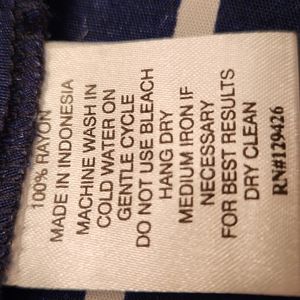 100% RAYON
MADE IN INDONESIA
MACHINE WASH IN
COLD WATER ON
GENTLE CYCLE
DO NOT USE BLEACH
HANG DRY
MEDIUM IRON IF
NECESSARY
FOR BEST RESULTS
DRY CLEAN
RN#129426